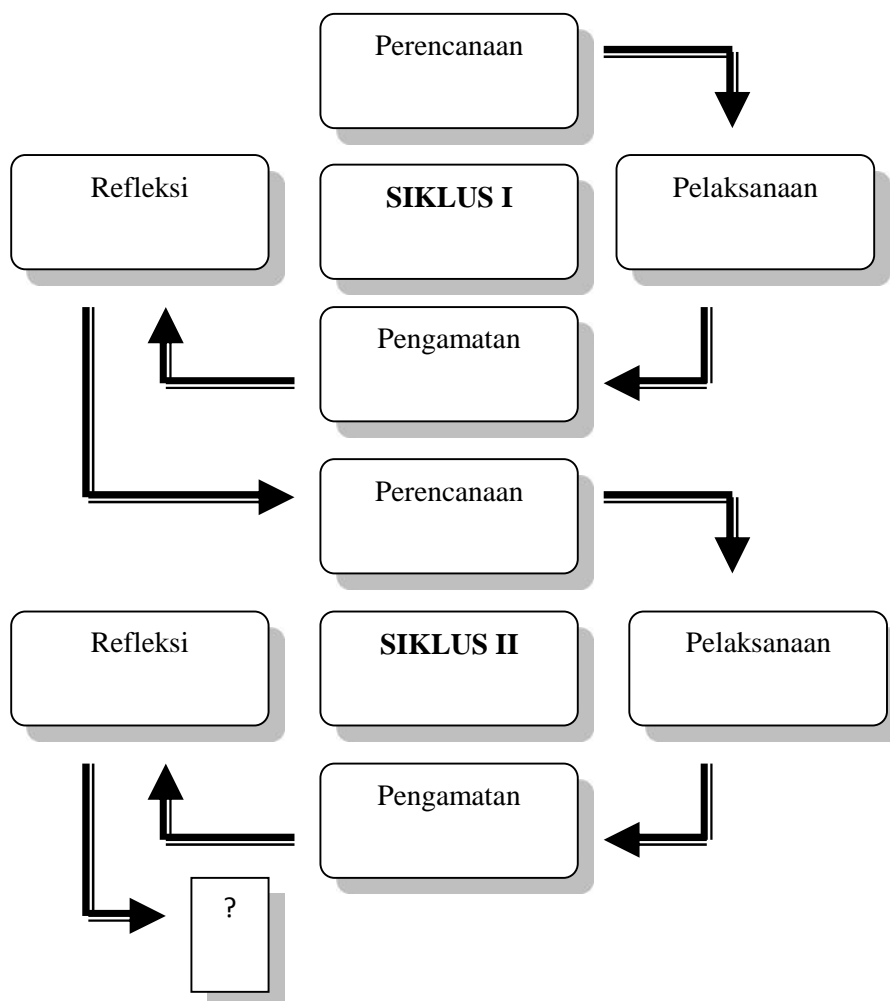 Perencanaan
Refleksi
SIKLUS I
Pelaksanaan
Pengamatan
Perencanaan
Refleksi
SIKLUS II
Pelaksanaan
Pengamatan
?